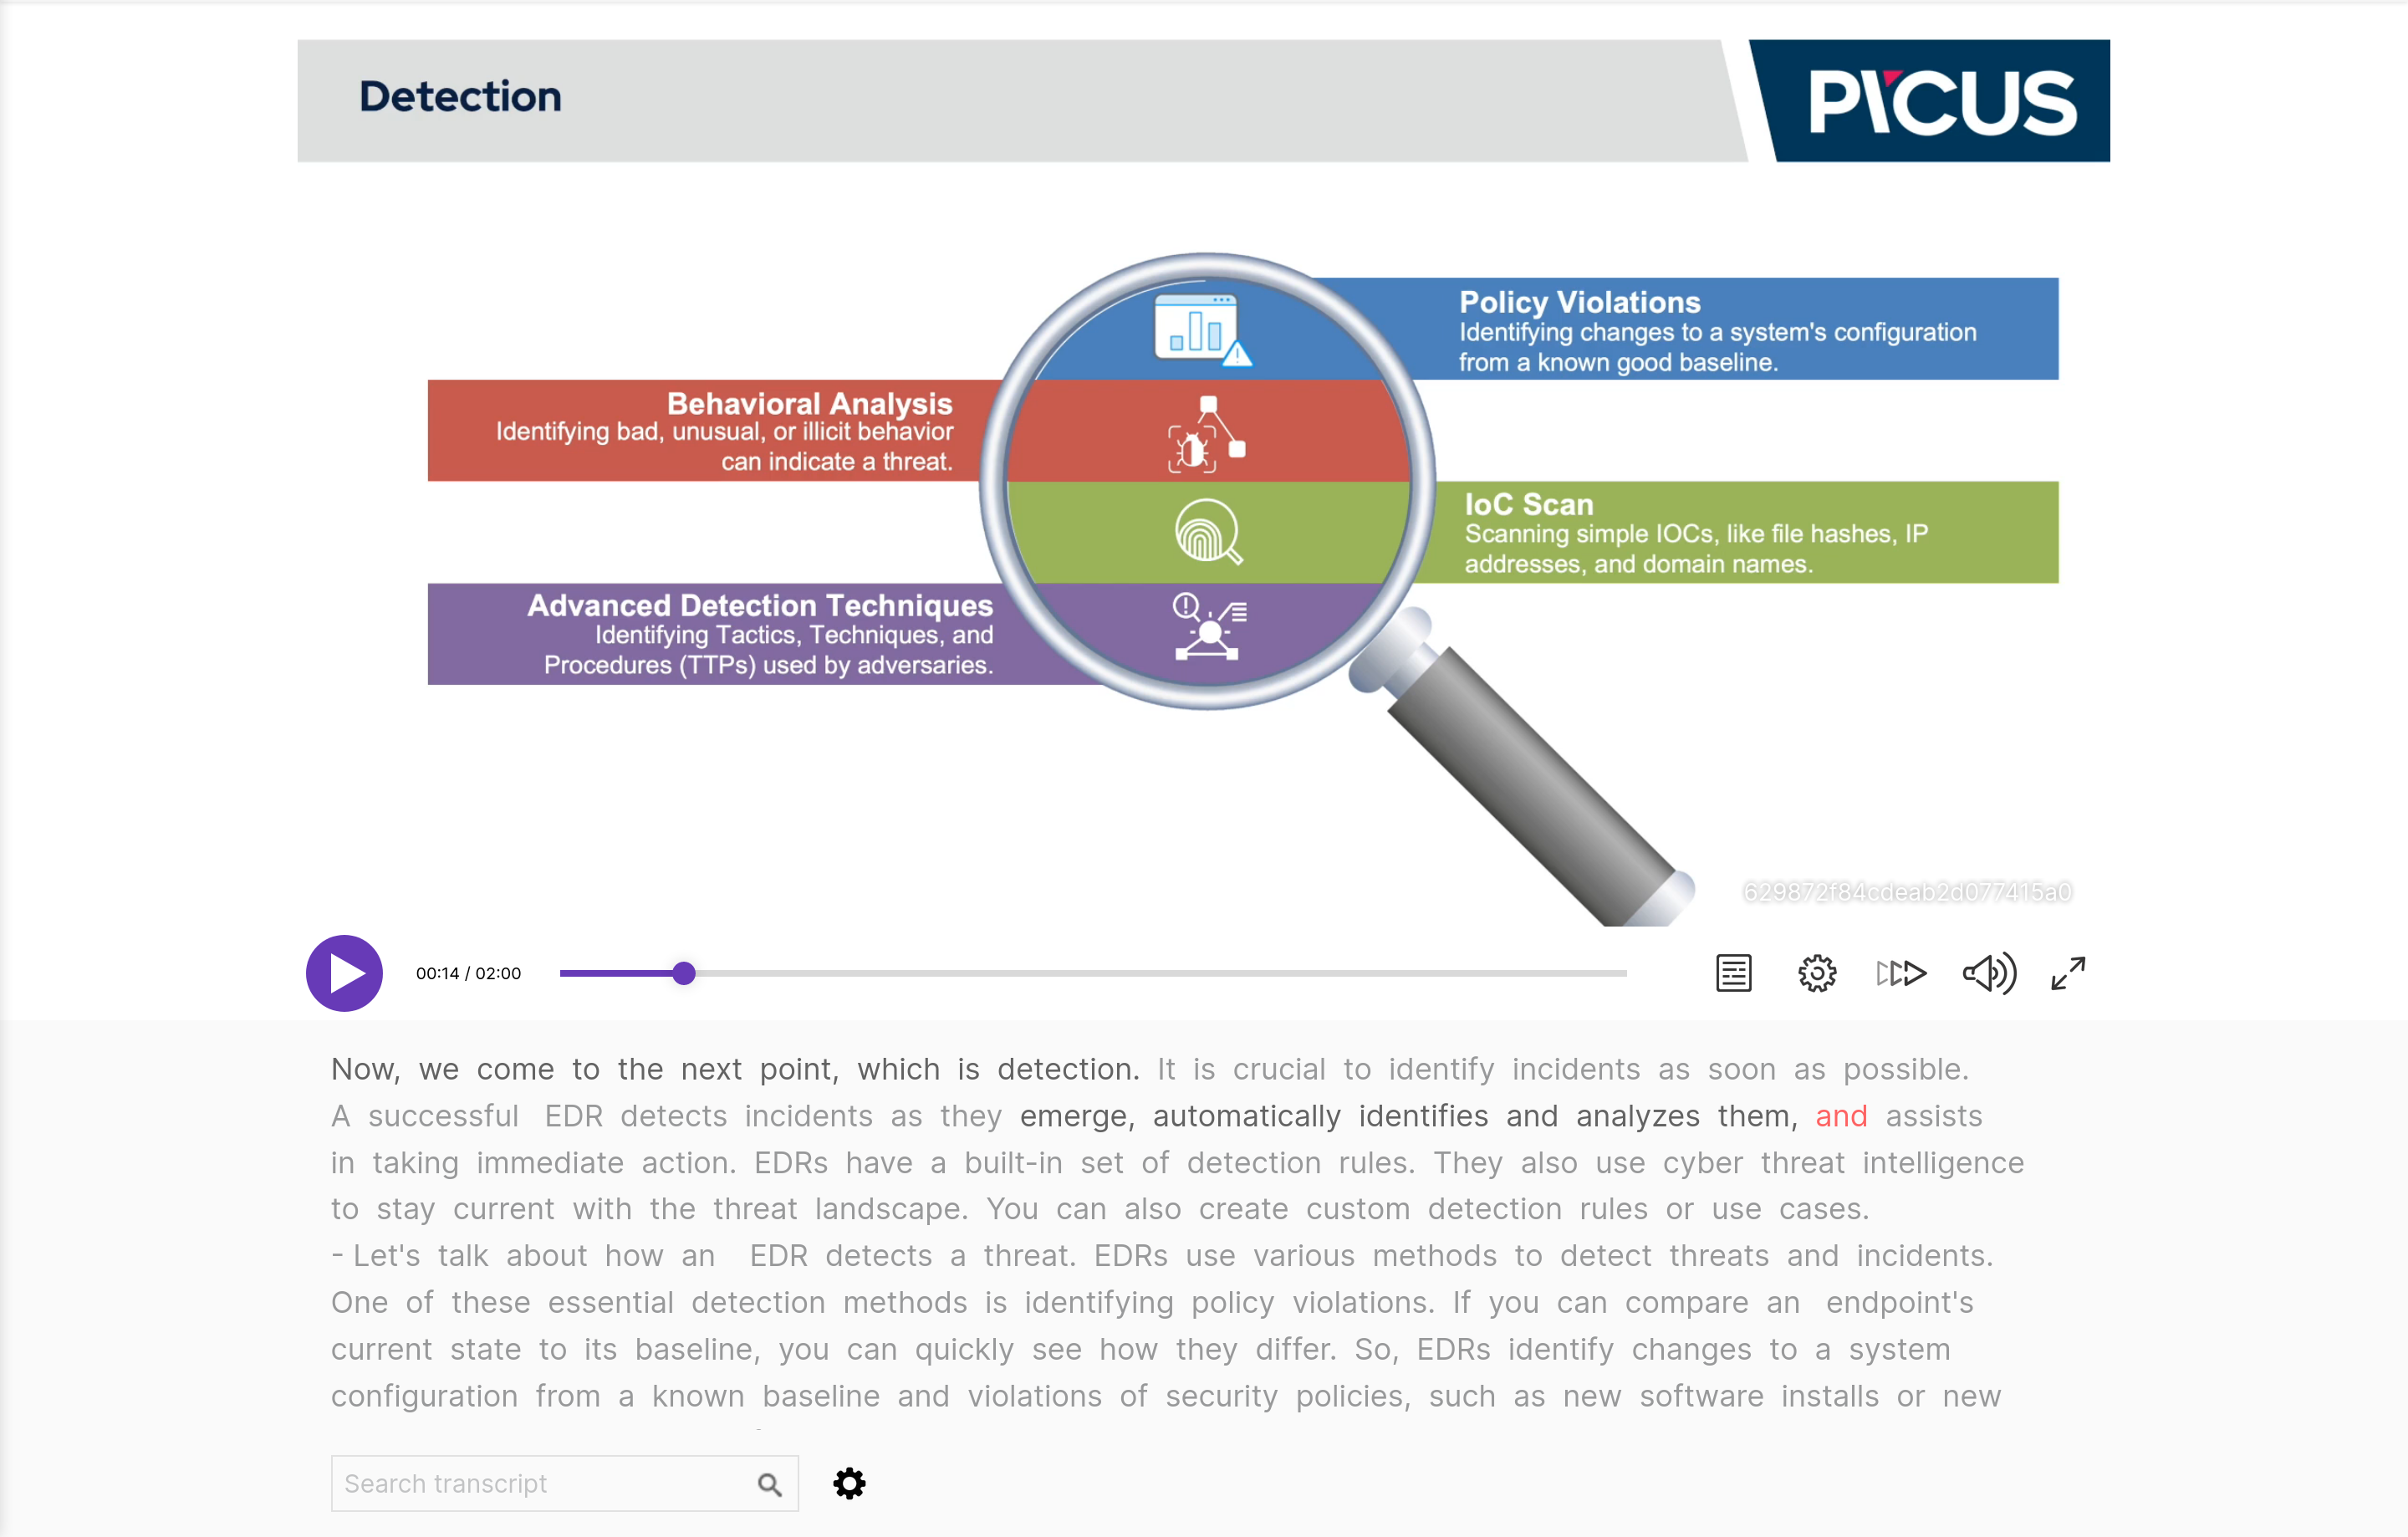 Detection
PICUS
Policy Violations
Identifying changes to a system's configuration
from a known good baseline.
Behavioral Analysis
Identifying bad, unusual, or illicit behavior
can indicate a threat.
IoC Scan
Scanning simple IOCs, like file hashes, IP
addresses, and domain names.
Advanced Detection Techniques
Identifying Tactics, Techniques, and
Procedures (TTPs) used by adversaries.
629872f84cdeab2d077415a0
00:14 / 02:00
Now, we come to the next point, which is detection. It is crucial to identify incidents as soon as possible.
A successful EDR detects incidents as they emerge, automatically identifies and analyzes them, and assists
in taking immediate action. EDRs have a built-in set of detection rules. They also use cyber threat intelligence
to stay current with the threat landscape. You can also create custom detection rules or use cases.
- Let's talk about how an EDR detects a threat. EDRs use various methods to detect threats and incidents.
One of these essential detection methods is identifying policy violations. If you can compare an endpoint's
current state to its baseline, you can quickly see how they differ. So, EDRs identify changes to a system
configuration from a known baseline and violations of security policies, such as new software installs or new
Search transcript